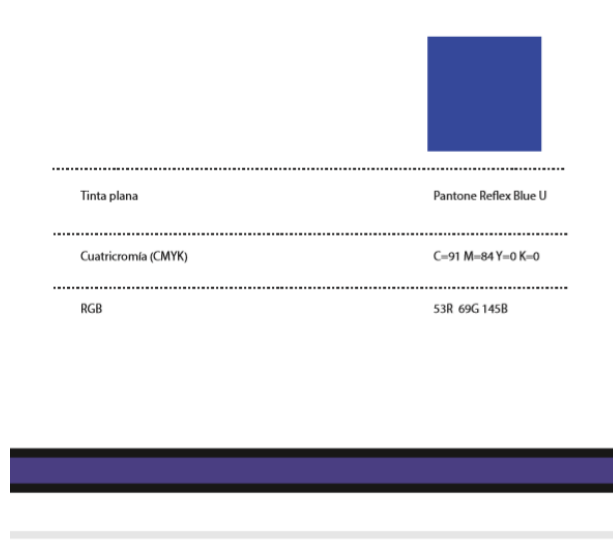 Tinta plana Pantone Reflex Blue U
Cuatricromía (CMYK) C=91 M=84 Y=0 K=0
RGB 53R 69G 145B